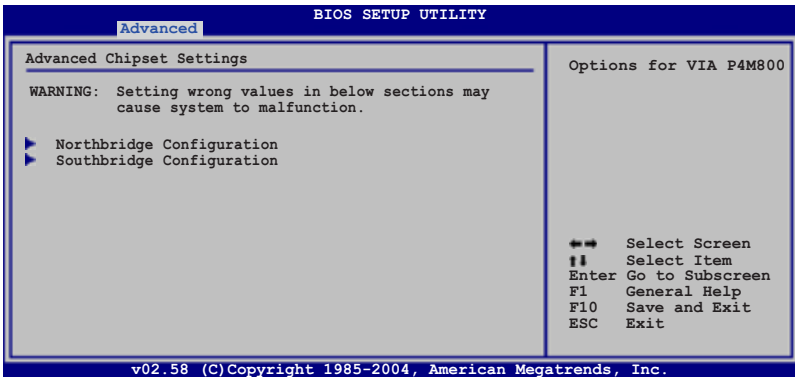 BIOS SETUP UTILITY
Advanced
Advanced Chipset Settings
WARNING: Setting wrong values in below sections may
cause system to malfunction.
Northbridge Configuration
Southbridge Configuration
Options for VIA P4M800
Select Screen
Select Item
Enter Go to Subscreen
F1 General Help
F10 Save and Exit
ESC Exit
v02.58 (C)Copyright 1985-2004, American Megatrends, Inc.